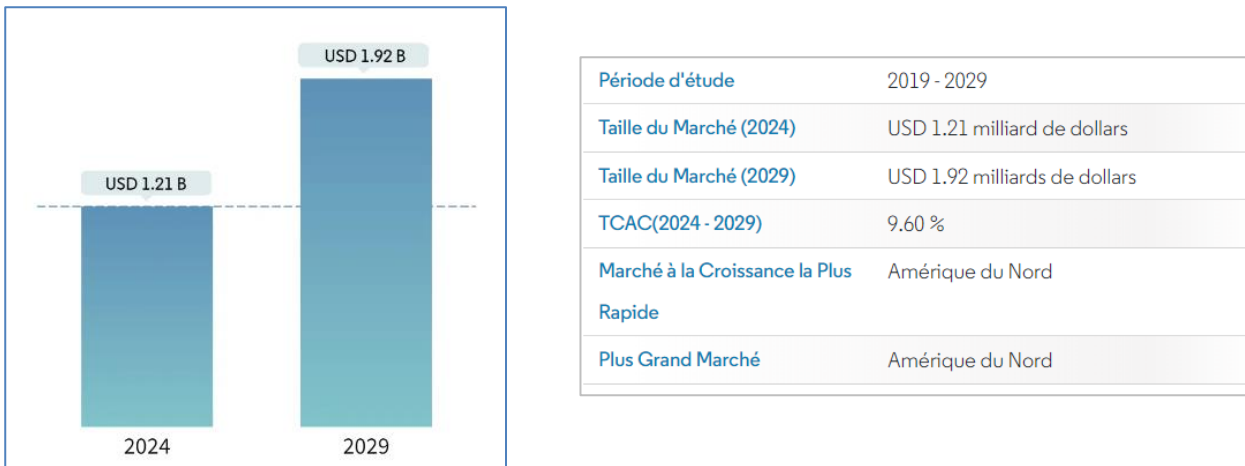 USD 1.92 B
USD 1.21 B
2024
2029
Période d'étude 2019 - 2029
Taille du Marché (2024) USD 1.21 milliard de dollars
Taille du Marché (2029) USD 1.92 milliards de dollars
TCAC(2024 - 2029) 9.60 %
Marché à la Croissance la Plus Amérique du Nord
Rapide
Plus Grand Marché Amérique du Nord